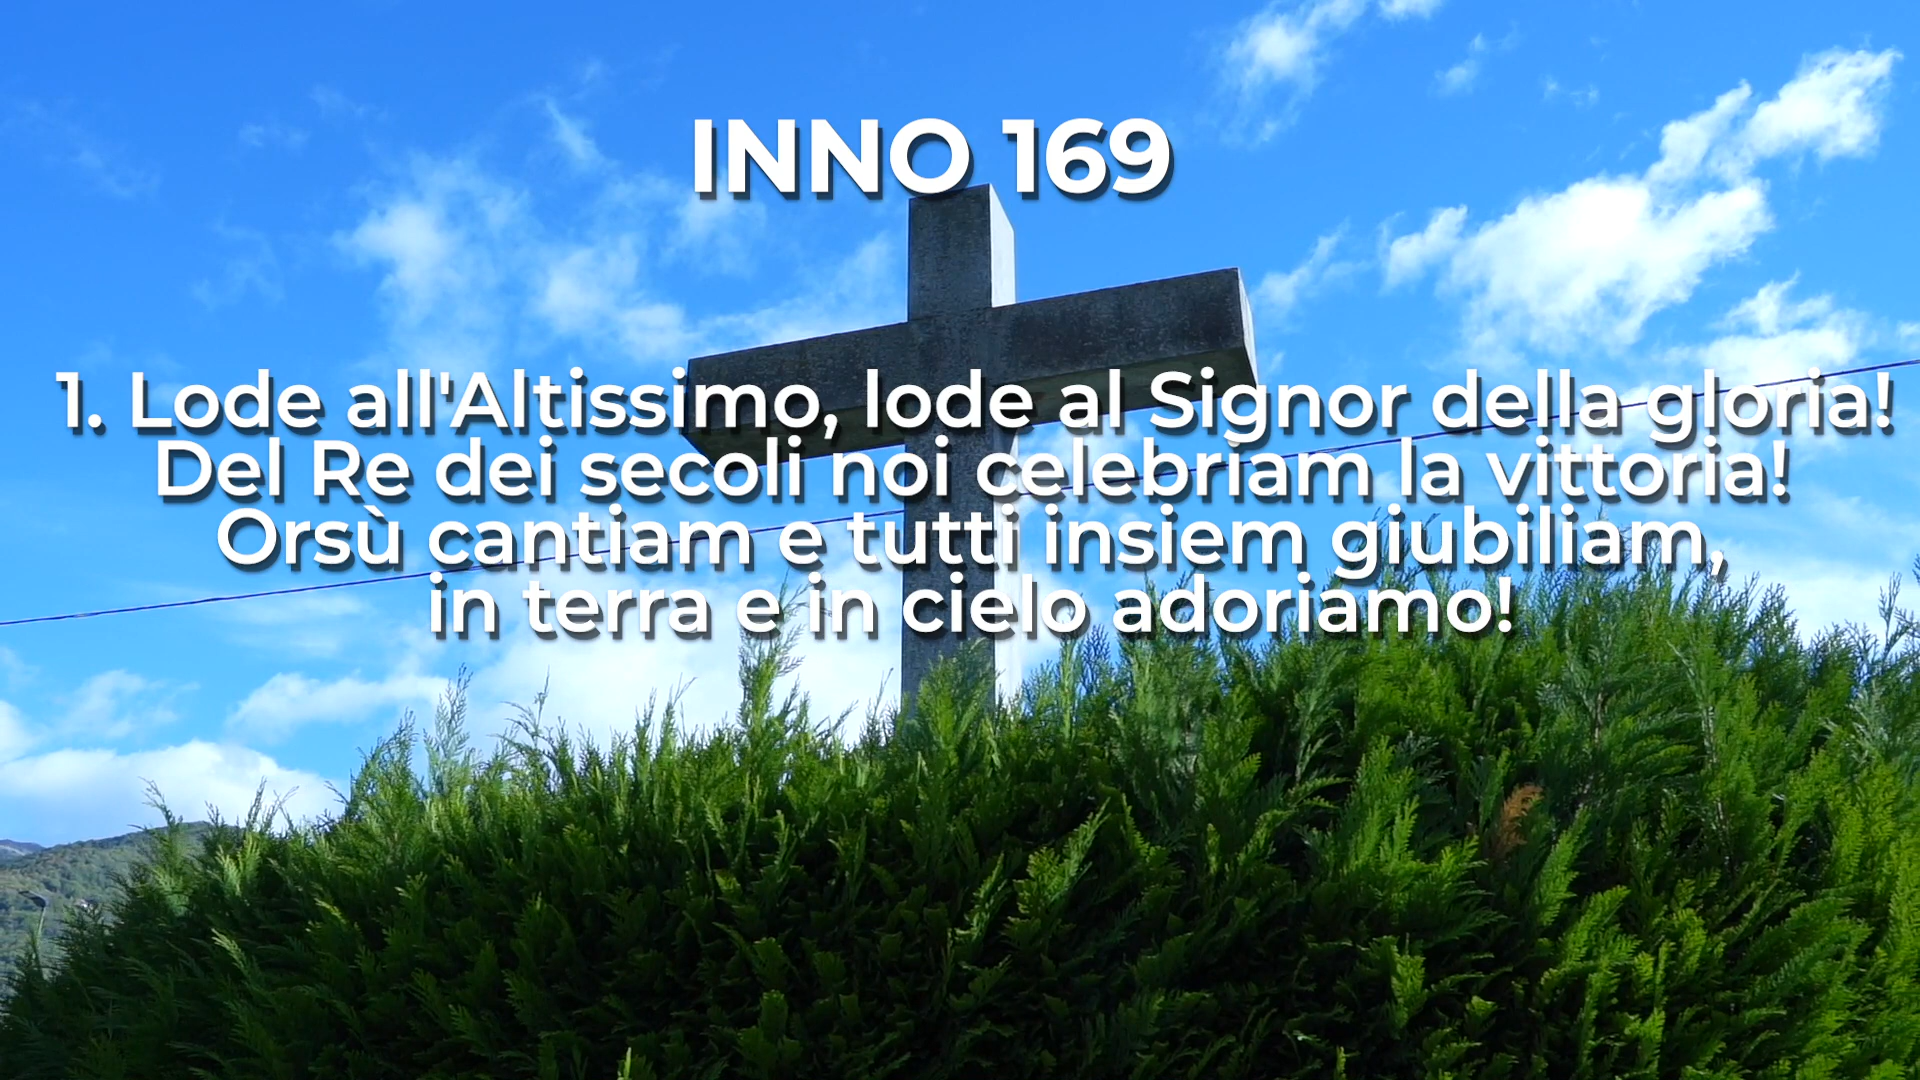 INNO 169
1. Lode all'Altissimo, lode al Signor della gloria!
Del Re dei secoli noi celebriam la vittoria!
Orsù cantiam e tutti insiem giubiliam,
in terra e in cielo adoriamo!